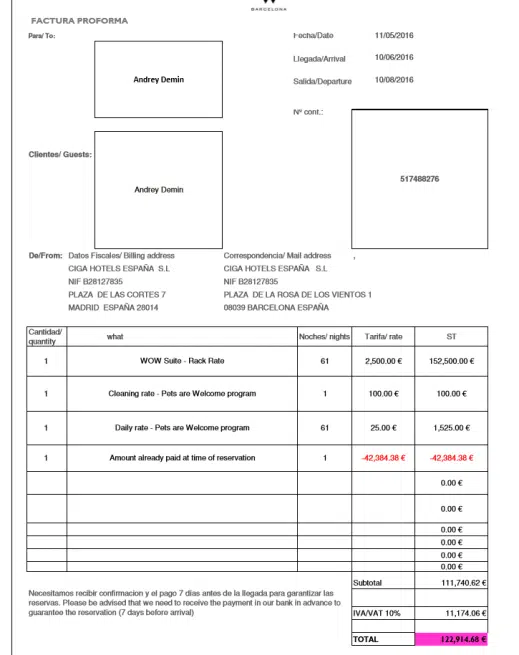 BARCELONA
FACTURA PROFORMA
Para/ To:
Andrey Demin
Fecha/Date 11/05/2016
Llegada/Arrival 10/06/2016
Salida/Departure 10/08/2016
Nº cont.:
517488276
Clientes/ Guests:
Andrey Demin
De/From: Datos Fiscales/ Billing address Correspondencia/ Mail address ,
CIGA HOTELS ESPAÑA S.L CIGA HOTELS ESPAÑA S.L
NIF B28127835 NIF B28127835
PLAZA DE LAS CORTES 7 PLAZA DE LA ROSA DE LOS VIENTOS 1
MADRID ESPAÑA 28014 08039 BARCELONA ESPAÑA
Cantidad/ quantity what Noches/ nights Tarifa/ rate ST
1 WOW Suite - Rack Rate 61 2,500.00 € 152,500.00 €
1 Cleaning rate - Pets are Welcome program 1 100.00 € 100.00 €
1 Daily rate - Pets are Welcome program 61 25.00 € 1,525.00 €
1 Amount already paid at time of reservation 1 -42,384.38 € -42,384.38 €
0.00 €
0.00 €
0.00 €
0.00 €
0.00 €
0.00 €
Subtotal 111,740.62 €
Necesitamos recibir confirmacion y el pago 7 dias antes de la llegada para garantizar las
reservas. Please be advised that we need to receive the payment in our bank in advance to
guarantee the reservation (7 days before arrival)
IVA/VAT 10% 11,174.06 €
TOTAL 122,914.68 €